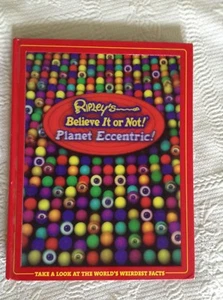 Ripley's
Believe It or Not!
Planet Eccentric!
TAKE A LOOK AT THE WORLD'S WEIRDEST FACTS